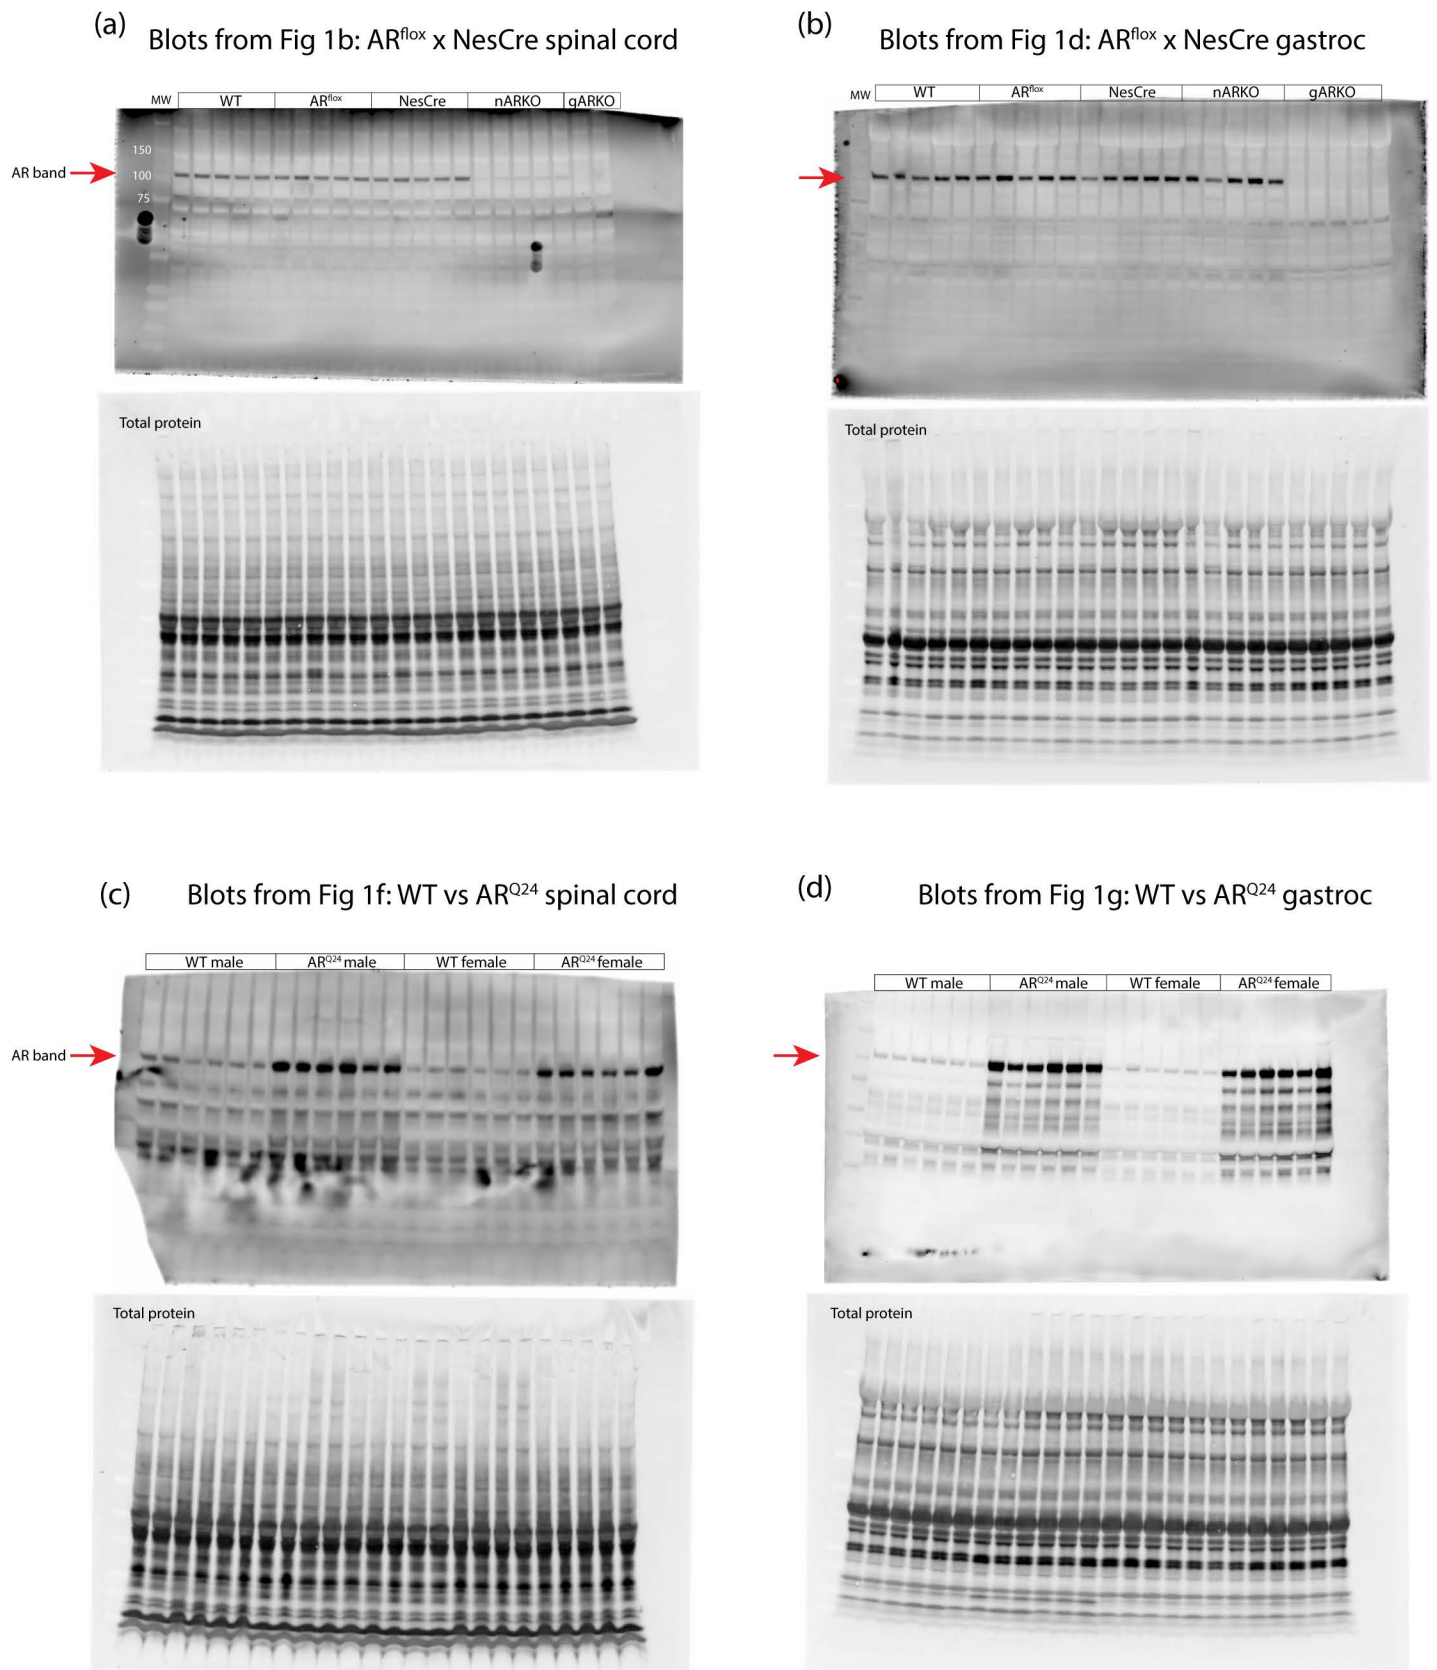 (a)
Blots from Fig 1b: ARflox x NesCre spinal cord
MW WT ARflox NesCre nARKO gARKO
150
AR band
100
75
Total protein
(b)
Blots from Fig 1d: ARflox x NesCre gastroc
MW WT ARflox NesCre nARKO gARKO
Total protein
(c)
Blots from Fig 1f: WT vs ARQ24 spinal cord
WT male ARQ24 male WT female ARQ24 female
AR band
Total protein
(d)
Blots from Fig 1g: WT vs ARQ24 gastroc
WT male ARQ24 male WT female ARQ24 female
Total protein